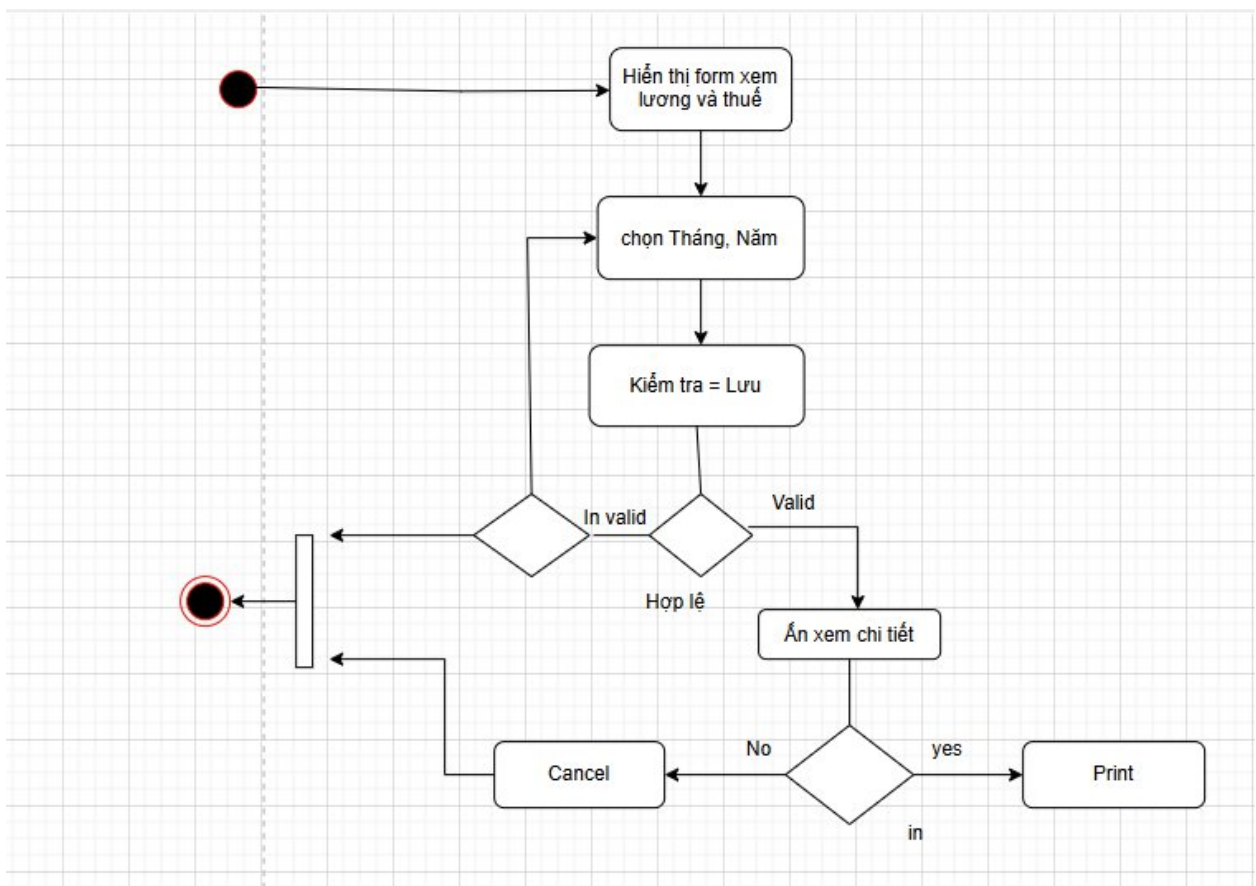 Hiển thị form xem
lương và thuế
chọn Tháng, Năm
Kiểm tra = Lưu
In valid
Valid
Hợp lệ
Ấn xem chi tiết
No
yes
Cancel
Print
in